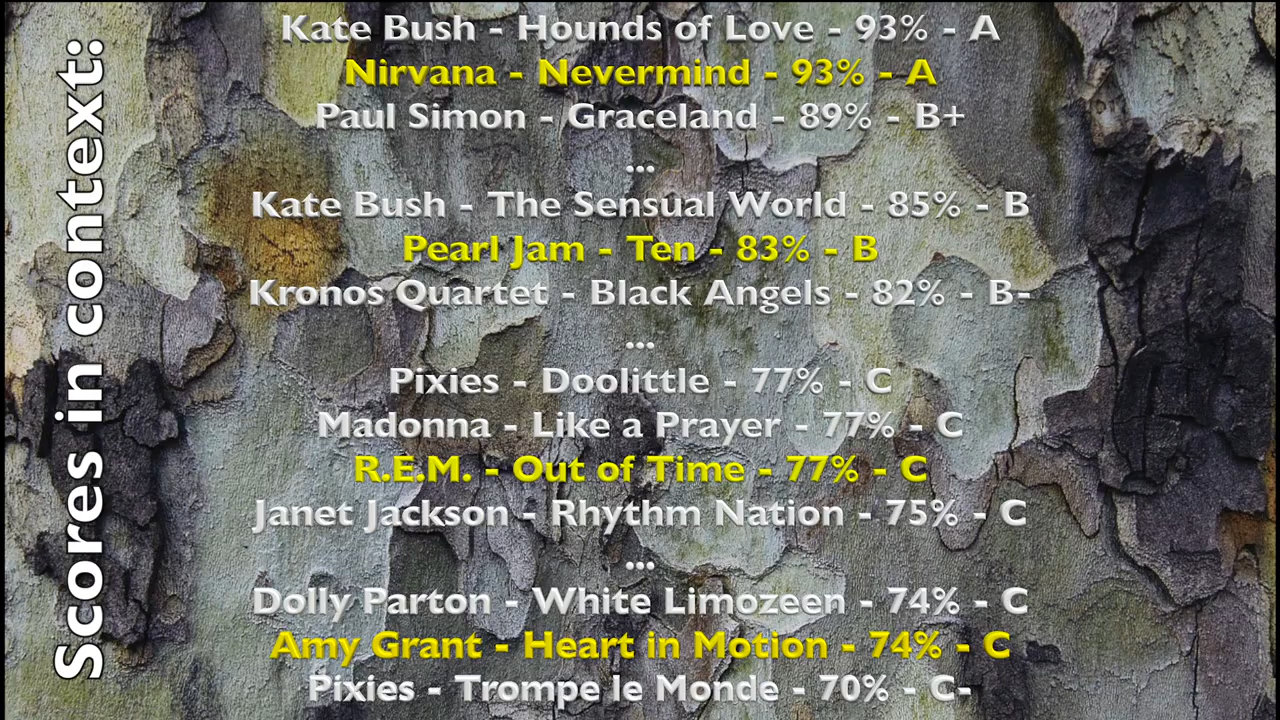 Scores in context:
Kate Bush - Hounds of Love - 93% - A
Nirvana - Nevermind - 93% - A
Paul Simon - Graceland - 89% - B+
...
Kate Bush - The Sensual World - 85% - B
Pearl Jam - Ten - 83% - B
Kronos Quartet - Black Angels - 82% - B-
...
Pixies - Doolittle - 77% - C
Madonna - Like a Prayer - 77% - C
R.E.M. - Out of Time - 77% - C
Janet Jackson - Rhythm Nation - 75% - C
...
Dolly Parton - White Limozeen - 74% - C
Amy Grant - Heart in Motion - 74% - C
Pixies - Trompe le Monde - 70% - C-